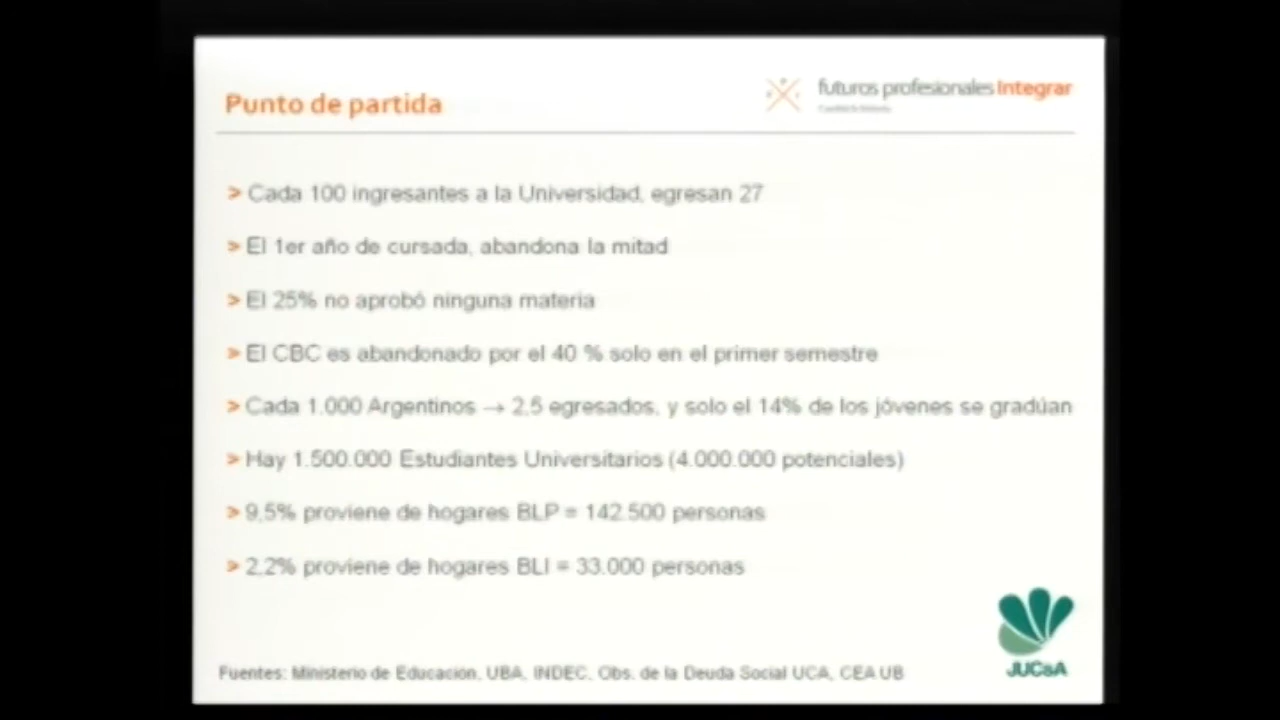 Punto de partida
futuros profesionales Integrar
> Cada 100 ingresantes a la Universidad, egresan 27
> El 1er año de cursada, abandona la mitad
> El 25% no aprobó ninguna materia
> El CBC es abandonado por el 40 % solo en el primer semestre
> Cada 1.000 Argentinos → 2,5 egresados, y solo el 14% de los jóvenes se gradúan
> Hay 1.500.000 Estudiantes Universitarios (4.000.000 potenciales)
> 9,5% proviene de hogares BLP = 142.500 personas
> 2,2% proviene de hogares BLI = 33.000 personas
JUCsA
Fuentes: Ministerio de Educación, UBA, INDEC, Obs. de la Deuda Social UCA, CEA UB